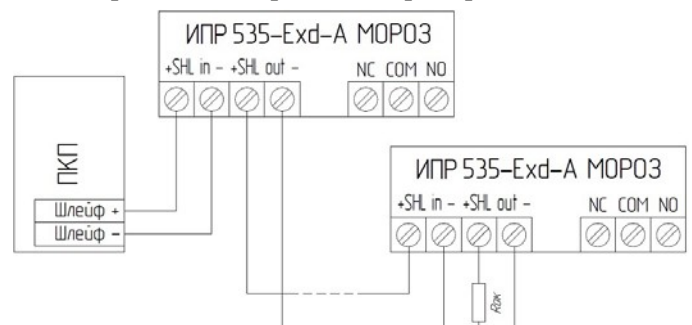 ИПР 535-Exd-A МОРОЗ
+SHL in - +SHL out - NC COM NO
ПКП
Шлейф +
Шлейф -
ИПР 535-Exd-A МОРОЗ
+SHL in - +SHL out - NC COM NO
Rок